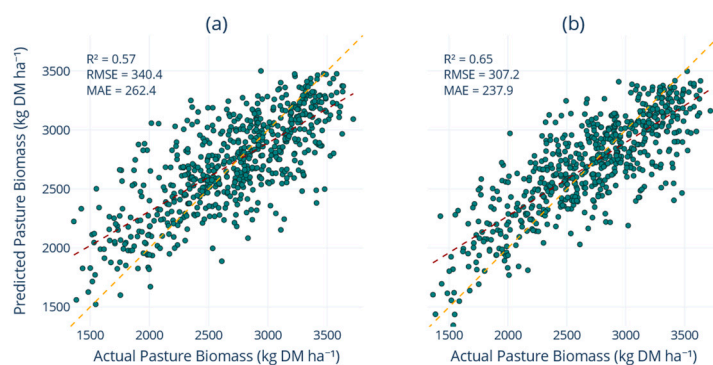 (a)
(b)
R² = 0.57
RMSE = 340.4
MAE = 262.4
R² = 0.65
RMSE = 307.2
MAE = 237.9
Predicted Pasture Biomass (kg DM ha⁻¹)
3500
3000
2500
2000
1500
1500 2000 2500 3000 3500
1500 2000 2500 3000 3500
Actual Pasture Biomass (kg DM ha⁻¹)
Actual Pasture Biomass (kg DM ha⁻¹)